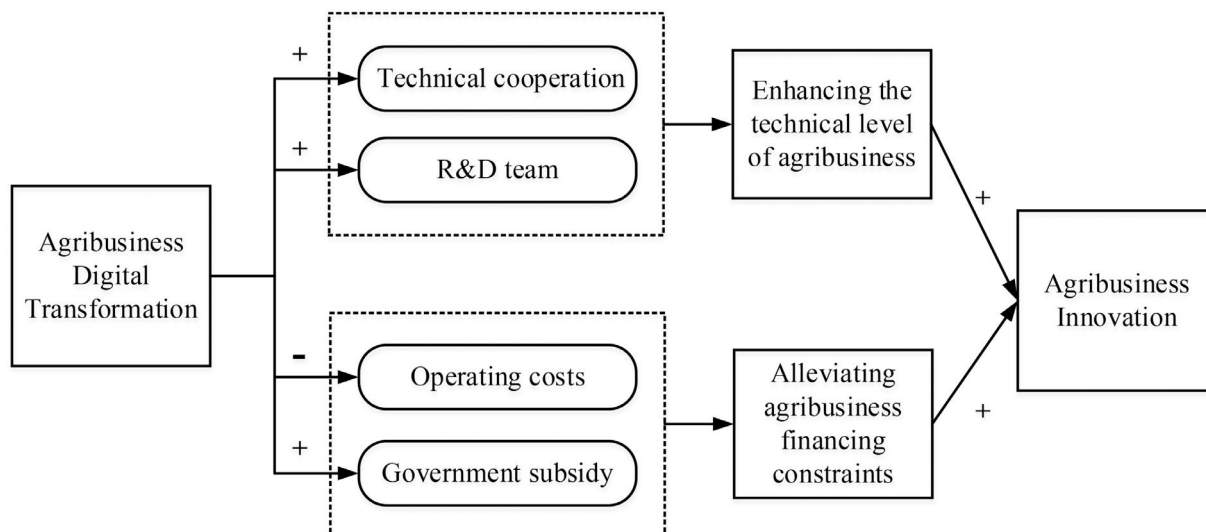 Agribusiness
Digital
Transformation
+
Technical cooperation
+
R&D team
-
Operating costs
+
Government subsidy
Enhancing the
technical level
of agribusiness
Alleviating
agribusiness
financing
constraints
+
+
Agribusiness
Innovation